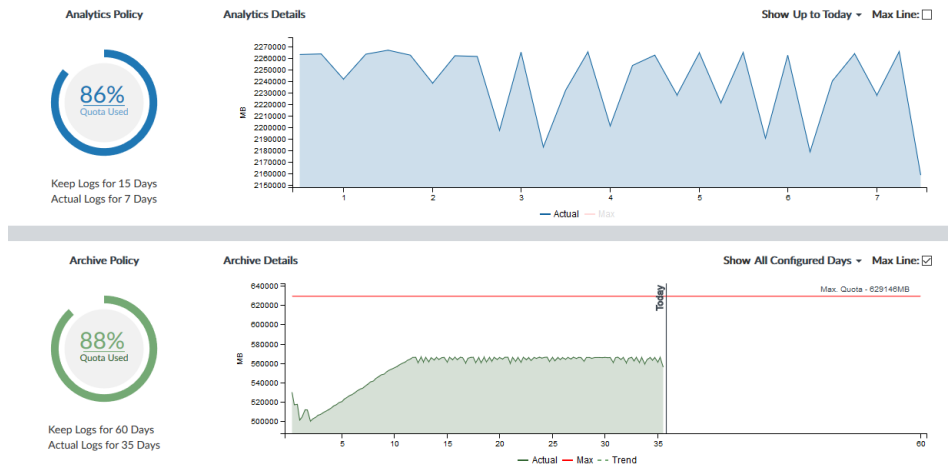 Analytics Policy
86%
Quota Used
Keep Logs for 15 Days
Actual Logs for 7 Days
Analytics Details
Show Up to Today
Max Line:
MB
2270000
2260000
2250000
2240000
2230000
2220000
2210000
2200000
2190000
2180000
2170000
2160000
2150000
1 2 3 4 5 6 7
Actual Max
Archive Policy
88%
Quota Used
Keep Logs for 60 Days
Actual Logs for 35 Days
Archive Details
Show All Configured Days
Max Line:
MB
640000
620000
600000
580000
560000
540000
520000
500000
Today
Max. Quota - 629146MB
5 10 15 20 25 30 35 60
Actual Max Trend